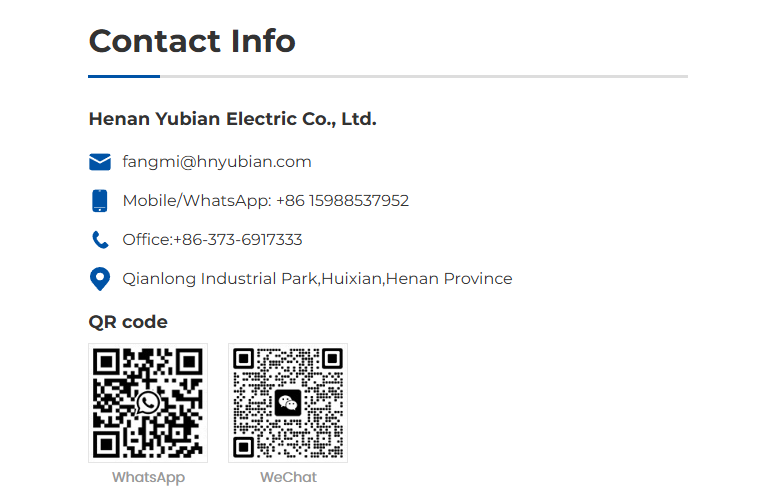 Contact Info
Henan Yubian Electric Co., Ltd.
fangmi@hnyubian.com
Mobile/WhatsApp: +86 15988537952
Office:+86-373-6917333
Qianlong Industrial Park,Huixian,Henan Province
QR code
WhatsApp
WeChat